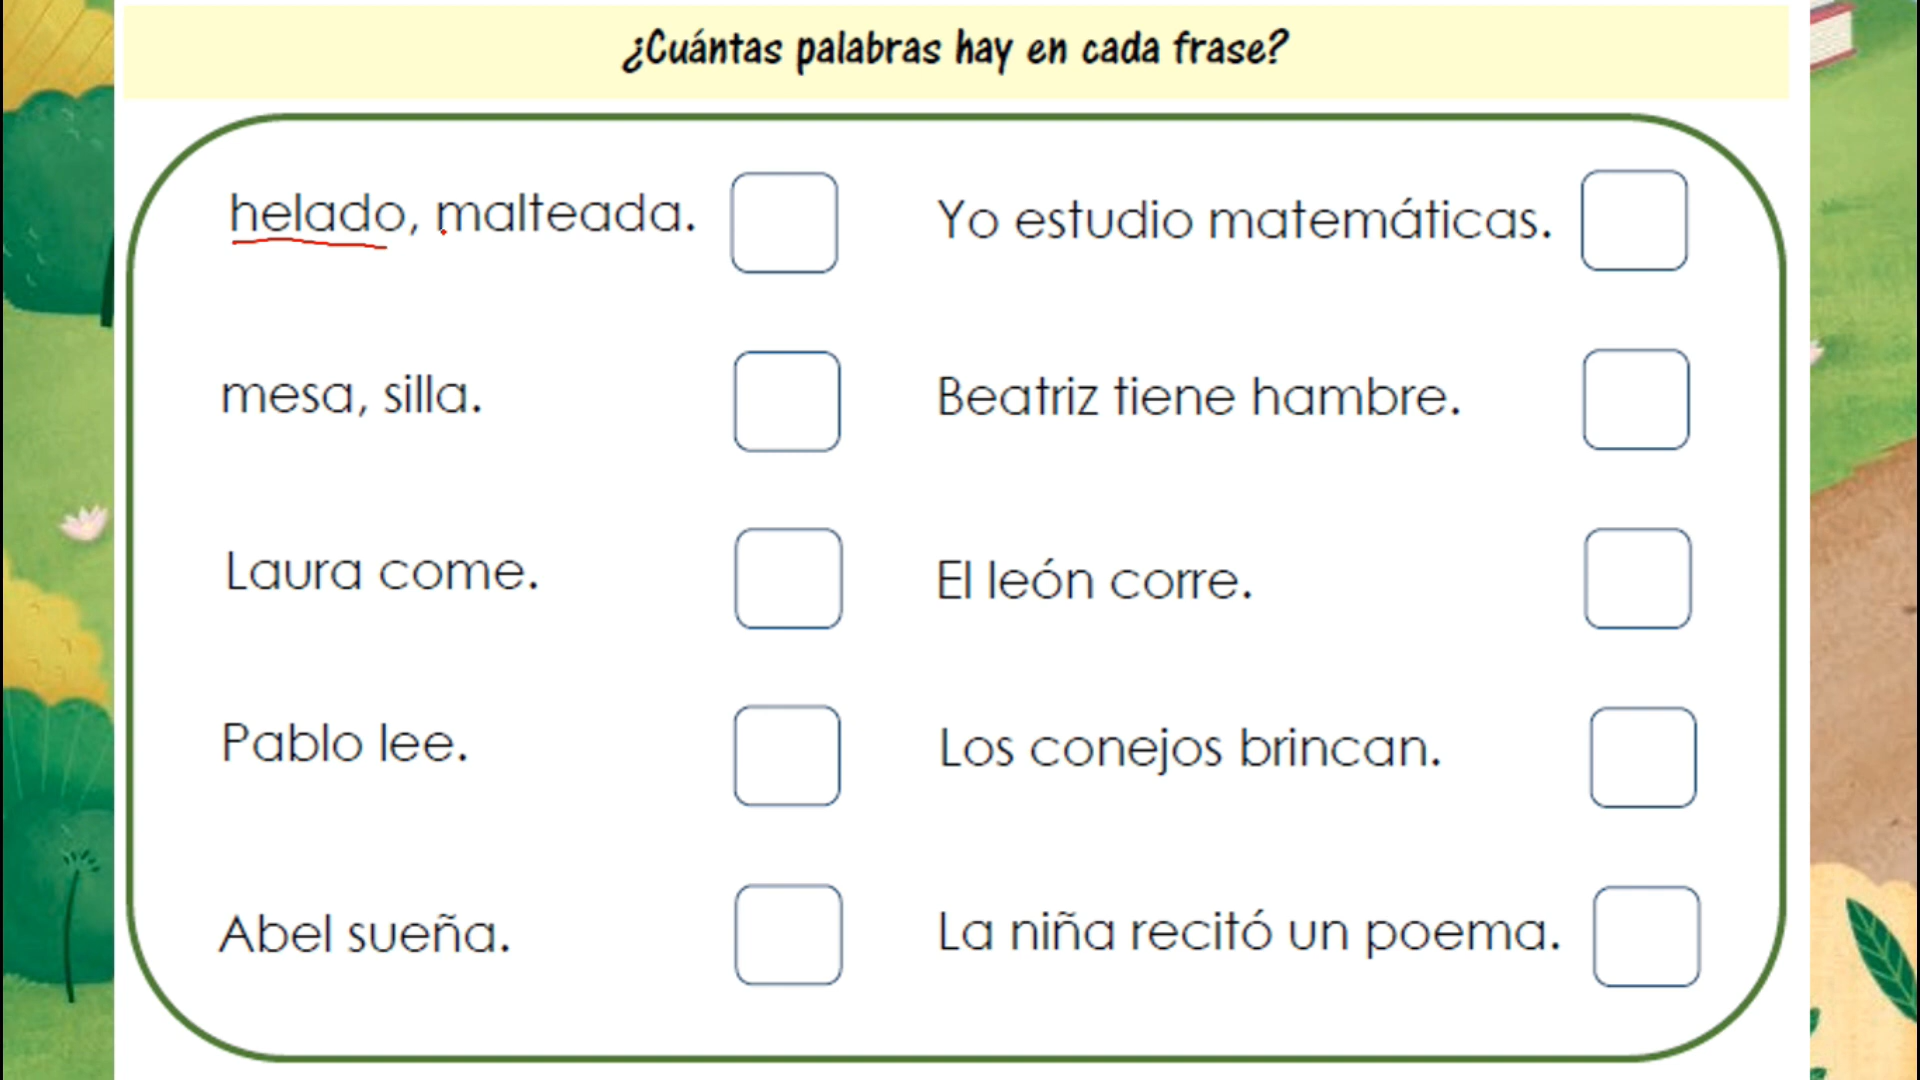 ¿Cuántas palabras hay en cada frase?
helado, malteada.
Yo estudio matemáticas.
mesa, silla.
Beatriz tiene hambre.
Laura come.
El león corre.
Pablo lee.
Los conejos brincan.
Abel sueña.
La niña recitó un poema.